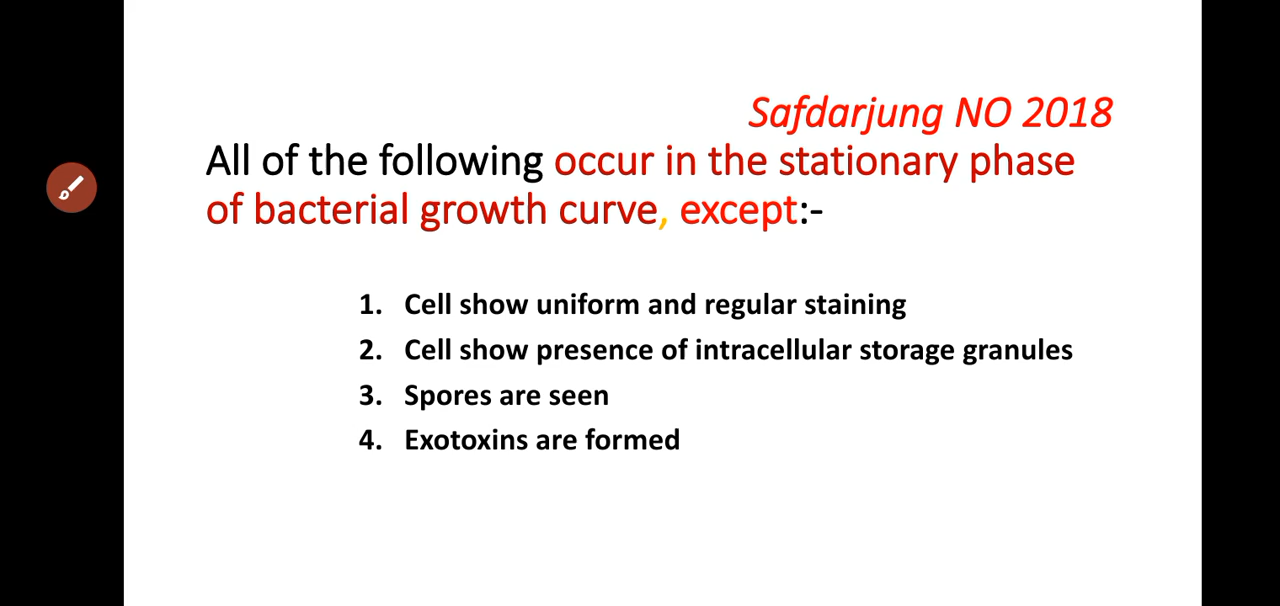 Safdarjung NO 2018
All of the following occur in the stationary phase
of bacterial growth curve, except:-
1. Cell show uniform and regular staining
2. Cell show presence of intracellular storage granules
3. Spores are seen
4. Exotoxins are formed